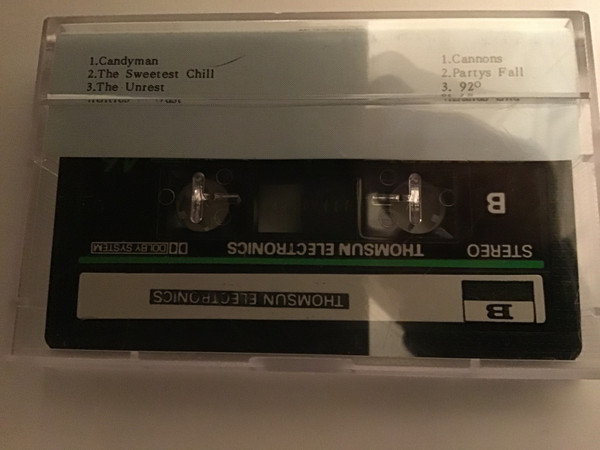 1.Candyman
2.The Sweetest Chill
3.The Unrest
1.Cannons
2.Partys Fall
3. 92º
B
STEREO
THOMSUN ELECTRONICS
DOLBY SYSTEM
THOMSUN ELECTRONICS
B